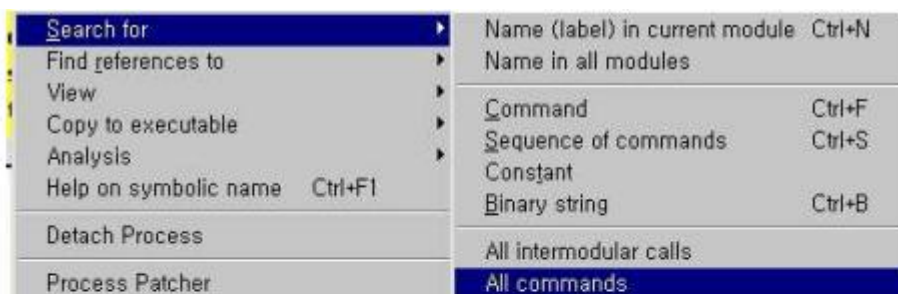 Search for
Find references to
View
Copy to executable
Analysis
Help on symbolic name Ctrl+F1
Detach Process
Process Patcher
Name (label) in current module Ctrl+N
Name in all modules
Command Ctrl+F
Sequence of commands Ctrl+S
Constant
Binary string Ctrl+B
All intermodular calls
All commands